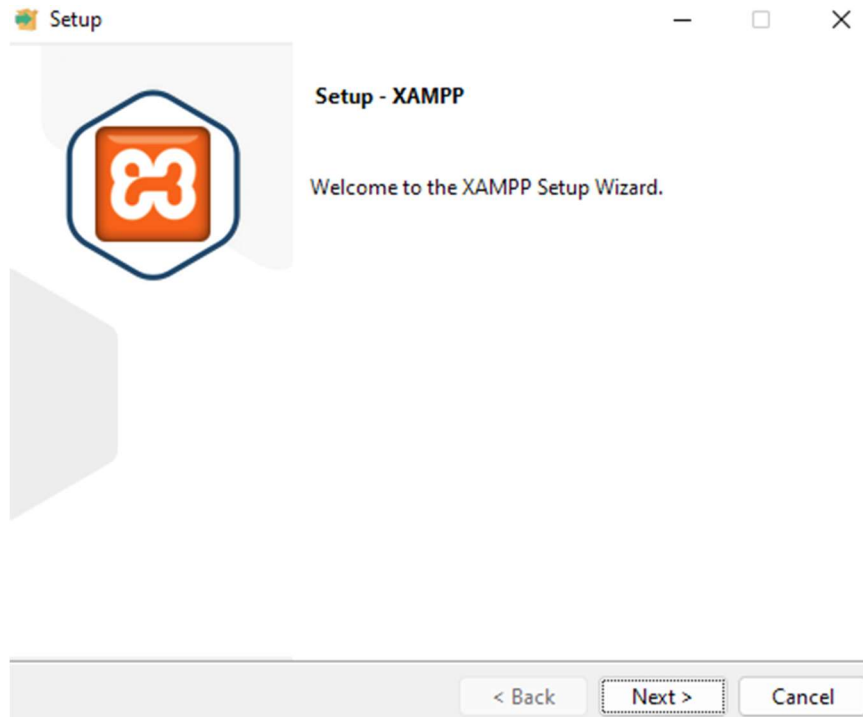 Setup
Setup - XAMPP
Welcome to the XAMPP Setup Wizard.
< Back Next > Cancel